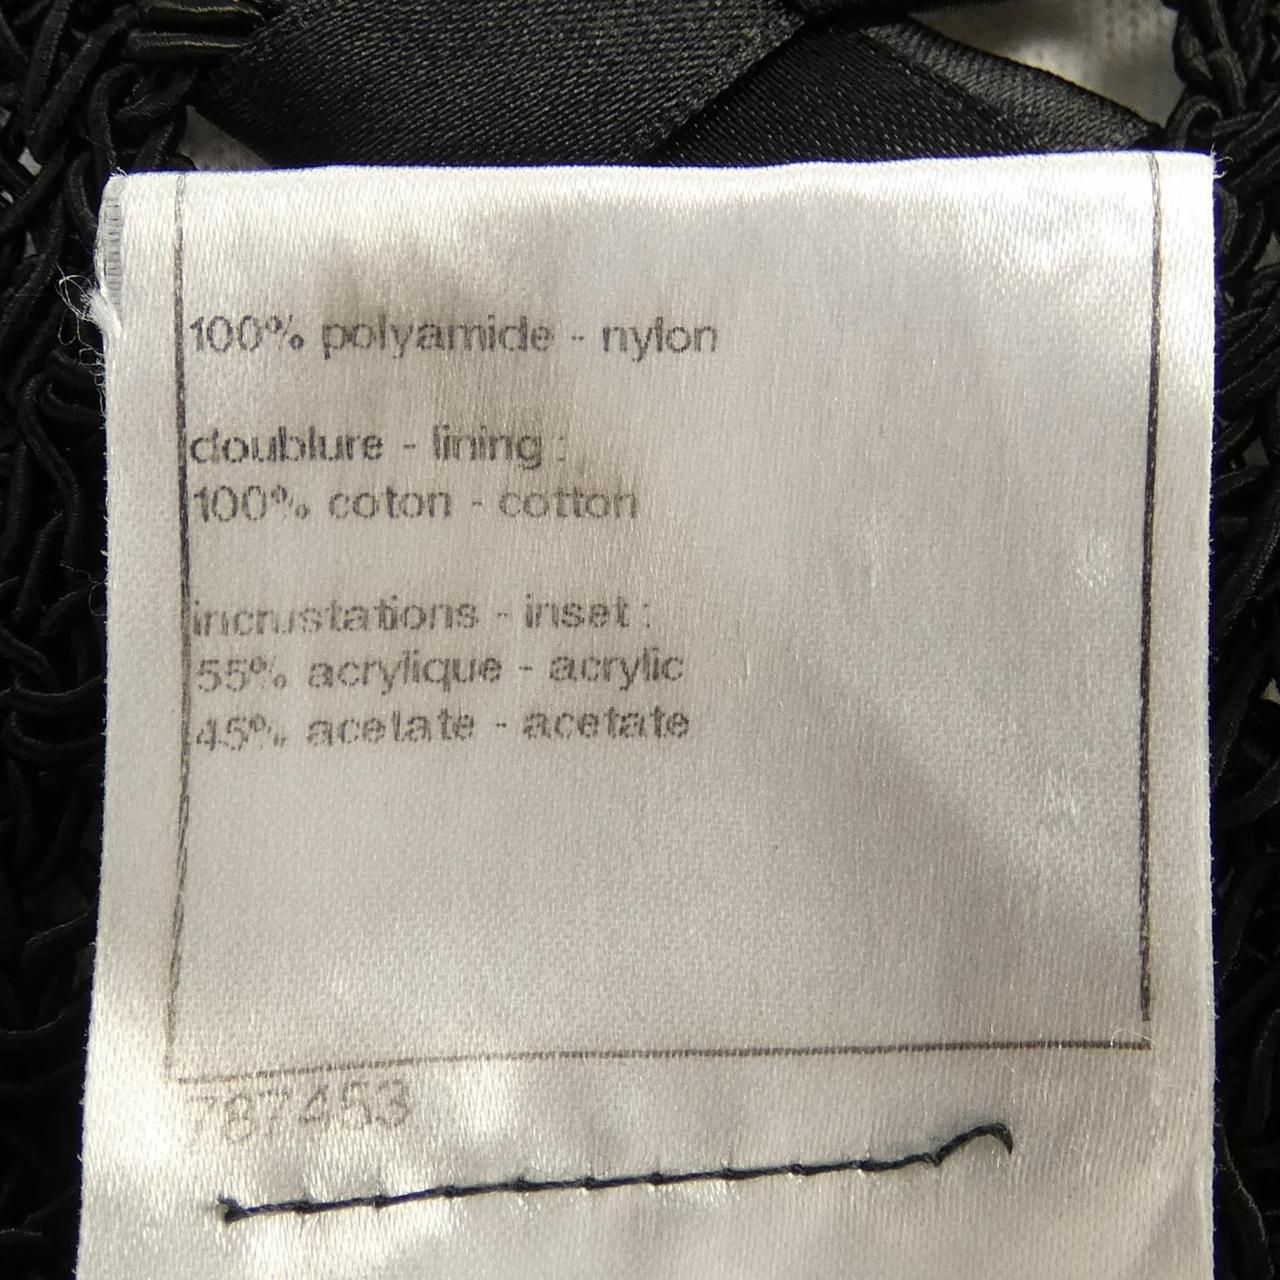 100% polyamide - nylon
doublure - lining :
100% coton - cotton
incrustations - inset :
55% acrylique - acrylic
45% acetate - acetate
787453